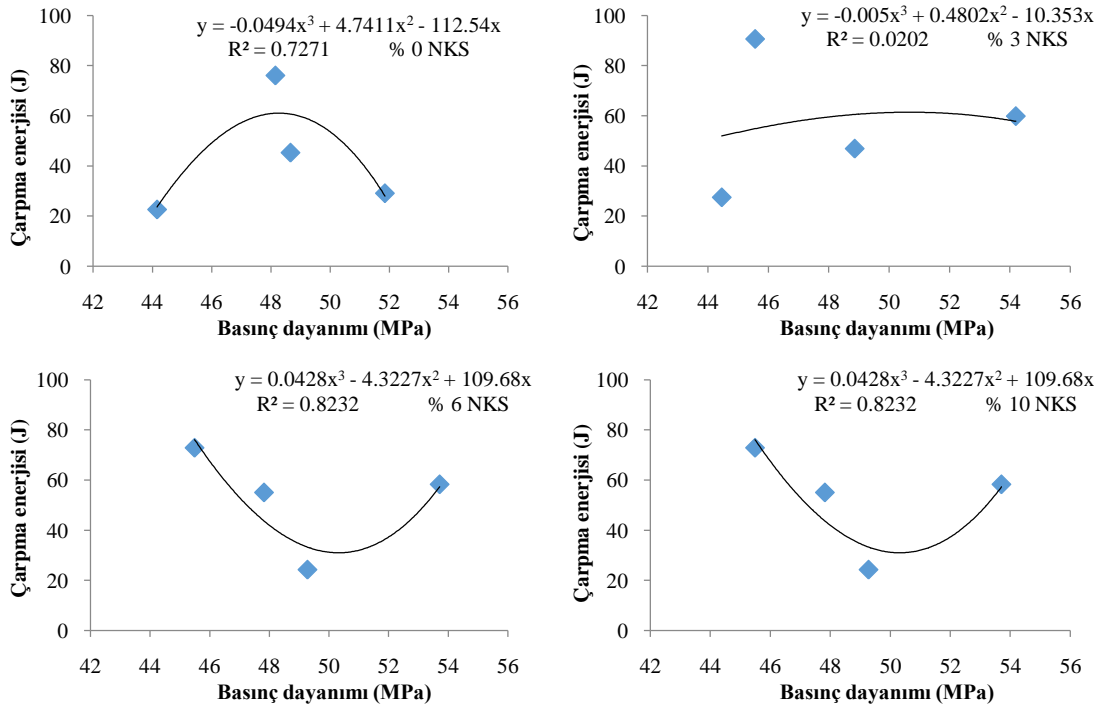 y = -0.0494x³ + 4.7411x² - 112.54x
R² = 0.7271 % 0 NKS
100
80
60
40
20
0
42 44 46 48 50 52 54 56
Çarpma enerjisi (J)
Basınç dayanımı (MPa)
y = -0.005x³ + 0.4802x² - 10.353x
R² = 0.0202 % 3 NKS
100
80
60
40
20
0
42 44 46 48 50 52 54 56
Çarpma enerjisi (J)
Basınç dayanımı (MPa)
y = 0.0428x³ - 4.3227x² + 109.68x
R² = 0.8232 % 6 NKS
100
80
60
40
20
0
42 44 46 48 50 52 54 56
Çarpma enerjisi (J)
Basınç dayanımı (MPa)
y = 0.0428x³ - 4.3227x² + 109.68x
R² = 0.8232 % 10 NKS
100
80
60
40
20
0
42 44 46 48 50 52 54 56
Çarpma enerjisi (J)
Basınç dayanımı (MPa)